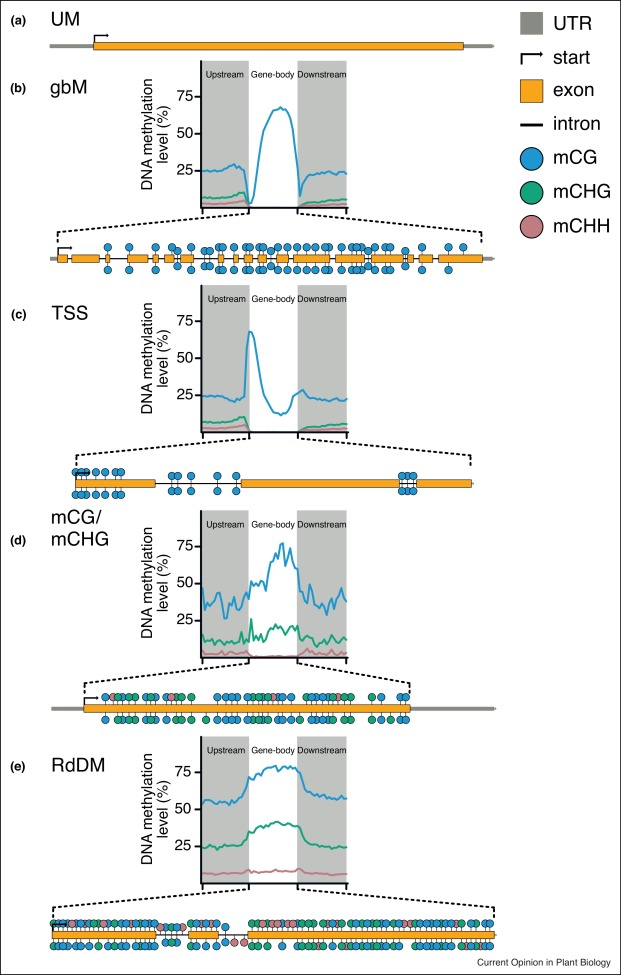 (a) UM
UTR
start
exon
intron
mCG
mCHG
mCHH
(b) gbM
DNA methylation
level (%)
Upstream Gene-body Downstream
75
50
25
(c) TSS
DNA methylation
level (%)
Upstream Gene-body Downstream
75
50
25
mCG/
(d) mCHG
DNA methylation
level (%)
Upstream Gene-body Downstream
75
50
25
(e) RdDM
DNA methylation
level (%)
Upstream Gene-body Downstream
75
50
25
Current Opinion in Plant Biology